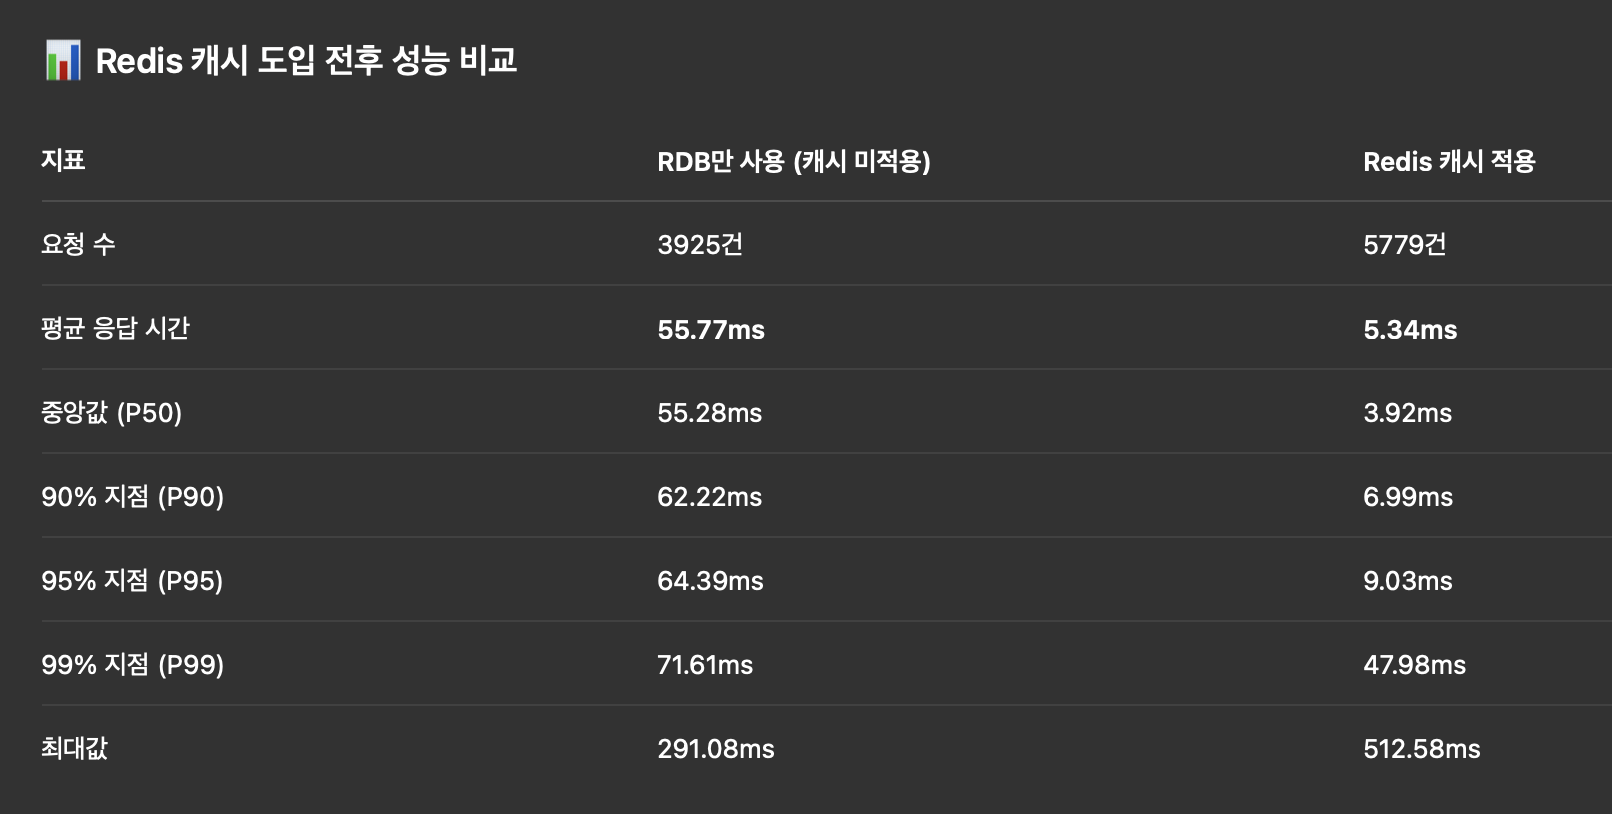 📊 Redis 캐시 도입 전후 성능 비교
지표 RDB만 사용 (캐시 미적용) Redis 캐시 적용
요청 수 3925건 5779건
평균 응답 시간 55.77ms 5.34ms
중앙값 (P50) 55.28ms 3.92ms
90% 지점 (P90) 62.22ms 6.99ms
95% 지점 (P95) 64.39ms 9.03ms
99% 지점 (P99) 71.61ms 47.98ms
최대값 291.08ms 512.58ms